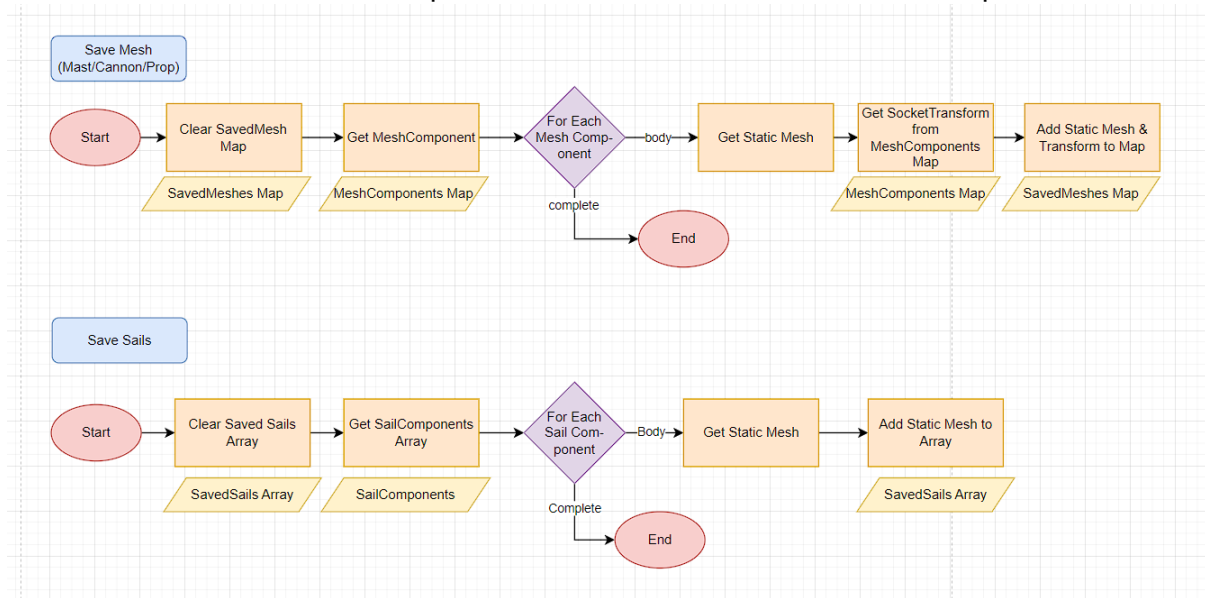 Save Mesh
(Mast/Cannon/Prop)
Start
Clear SavedMesh
Map
Get MeshComponent
For Each
Mesh Comp-
onent
body
Get Static Mesh
Get SocketTransform
from
MeshComponents
Map
Add Static Mesh &
Transform to Map
SavedMeshes Map
MeshComponents Map
MeshComponents Map
SavedMeshes Map
complete
End
Save Sails
Start
Clear Saved Sails
Array
Get SailComponents
Array
For Each
Sail Com-
ponent
Body
Get Static Mesh
Add Static Mesh to
Array
SavedSails Array
SailComponents
SavedSails Array
Complete
End